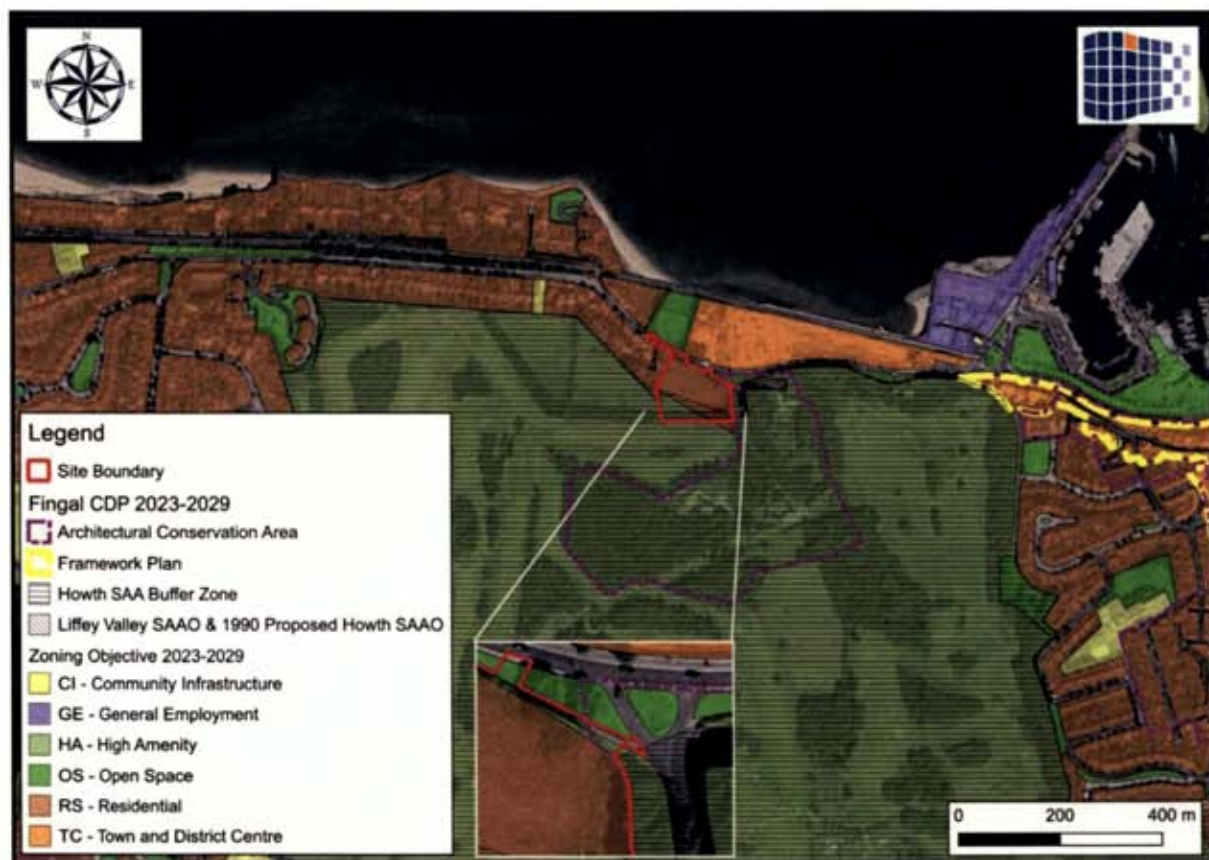 N
W E
S
Legend
Site Boundary
Fingal CDP 2023-2029
Architectural Conservation Area
Framework Plan
Howth SAA Buffer Zone
Liffey Valley SAAO & 1990 Proposed Howth SAAO
Zoning Objective 2023-2029
CI - Community Infrastructure
GE - General Employment
HA - High Amenity
OS - Open Space
RS - Residential
TC - Town and District Centre
0 200 400 m